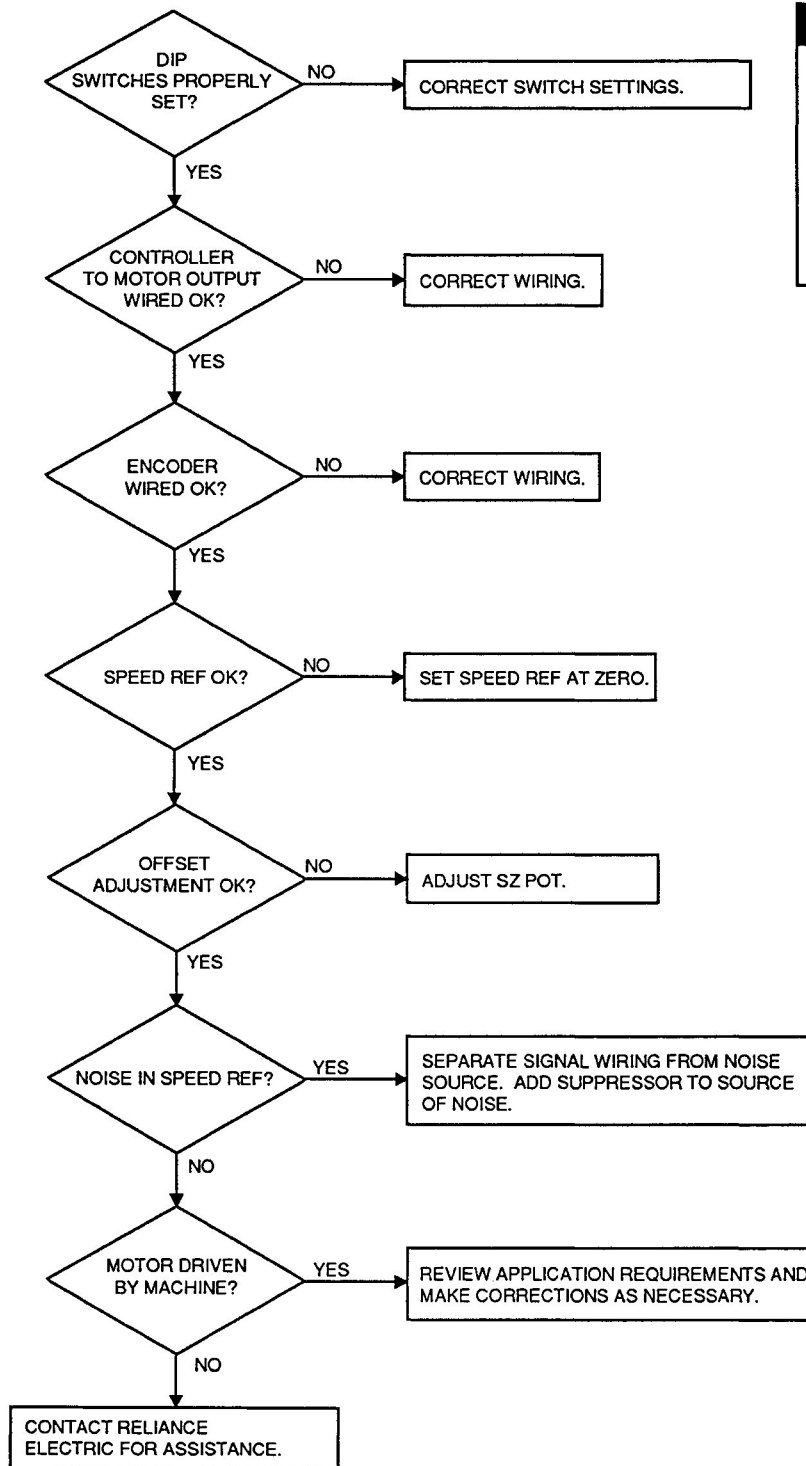 DIP
SWITCHES PROPERLY
SET?
NO
CORRECT SWITCH SETTINGS.
YES
CONTROLLER
TO MOTOR OUTPUT
WIRED OK?
NO
CORRECT WIRING.
YES
ENCODER
WIRED OK?
NO
CORRECT WIRING.
YES
SPEED REF OK?
NO
SET SPEED REF AT ZERO.
YES
OFFSET
ADJUSTMENT OK?
NO
ADJUST SZ POT.
YES
NOISE IN SPEED REF?
YES
SEPARATE SIGNAL WIRING FROM NOISE
SOURCE. ADD SUPPRESSOR TO SOURCE
OF NOISE.
NO
MOTOR DRIVEN
BY MACHINE?
YES
REVIEW APPLICATION REQUIREMENTS AND
MAKE CORRECTIONS AS NECESSARY.
NO
CONTACT RELIANCE
ELECTRIC FOR ASSISTANCE.